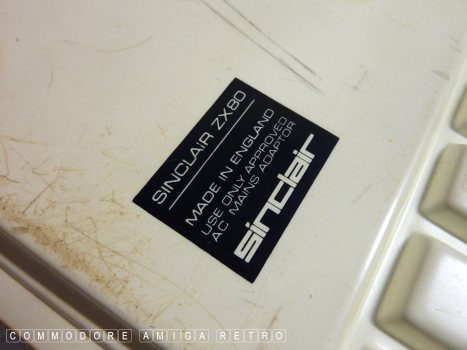 SINCLAIR ZX80
MADE IN ENGLAND
USE ONLY APPROVED
AC MAINS ADAPTOR
sinclair
COMMODORE AMIGA RETRO